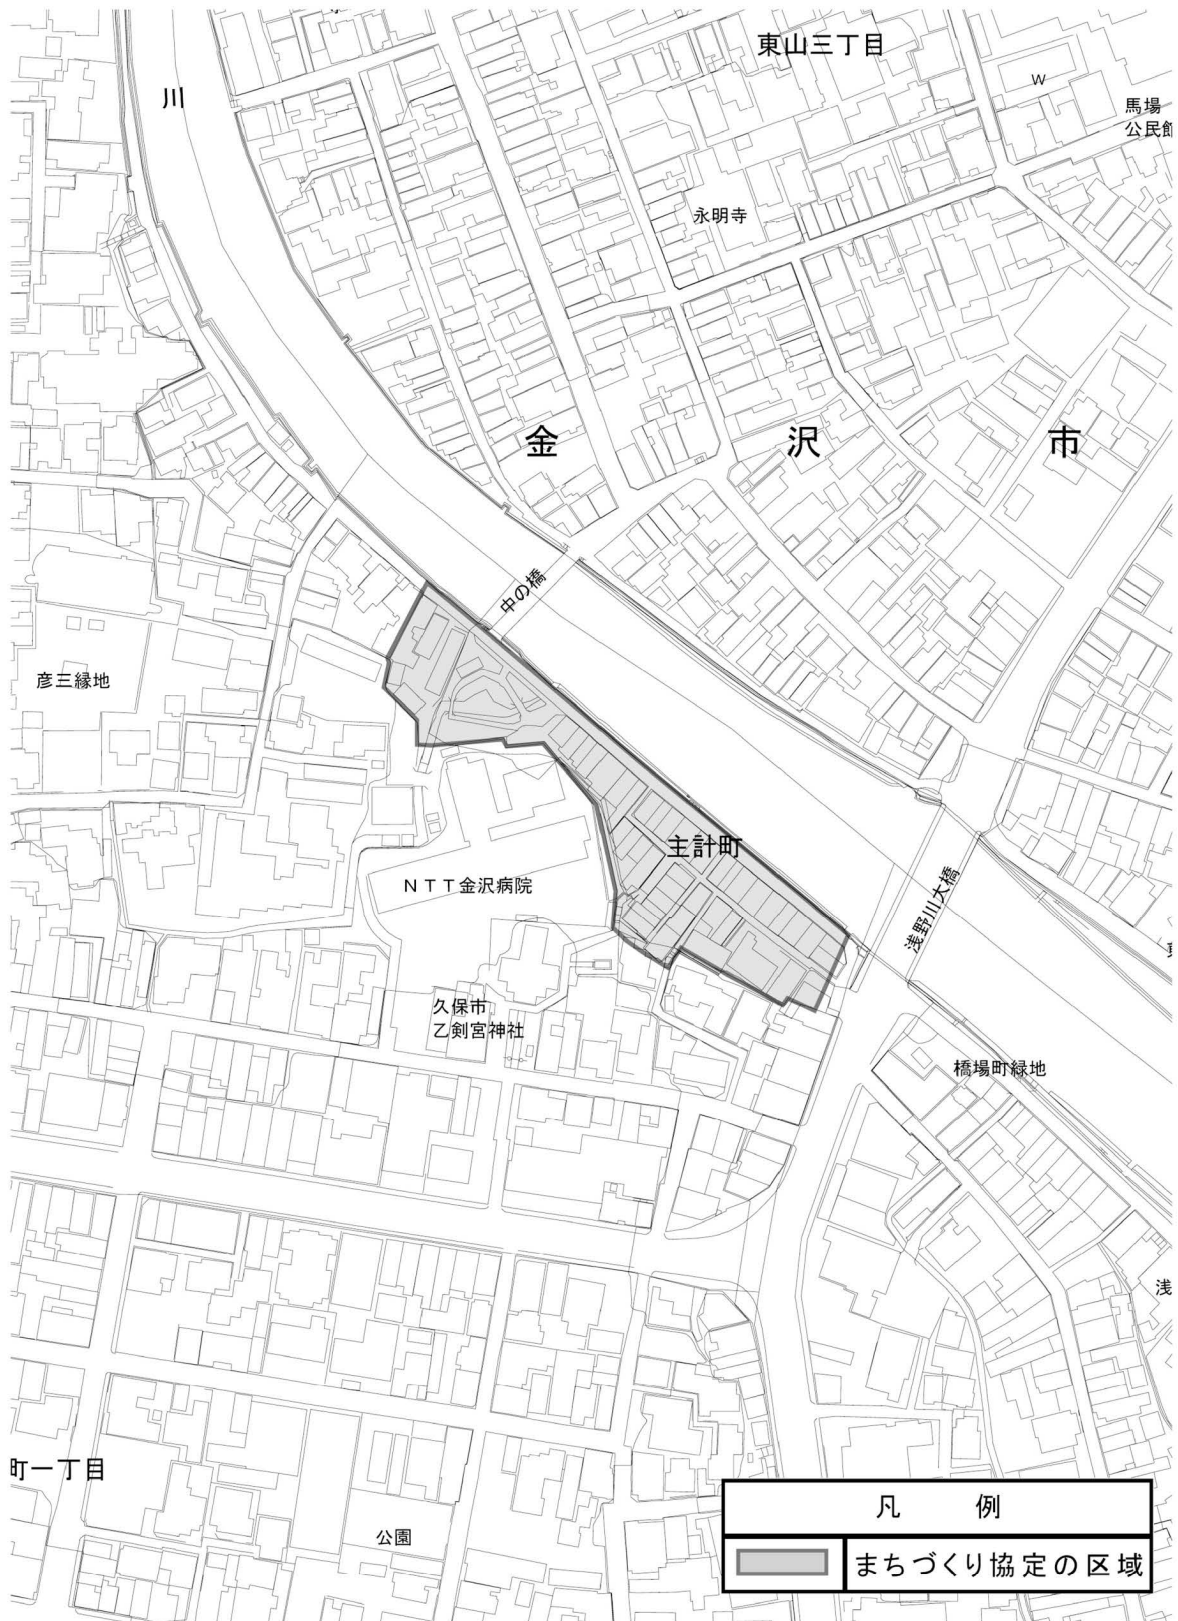 東山三丁目
川
W
馬場
公民館
永明寺
金 沢 市
中の橋
彦三緑地
主計町
NTT金沢病院
浅野川大橋
久保市
乙剣宮神社
橋場町緑地
浅
町一丁目
公園
凡 例
まちづくり協定の区域